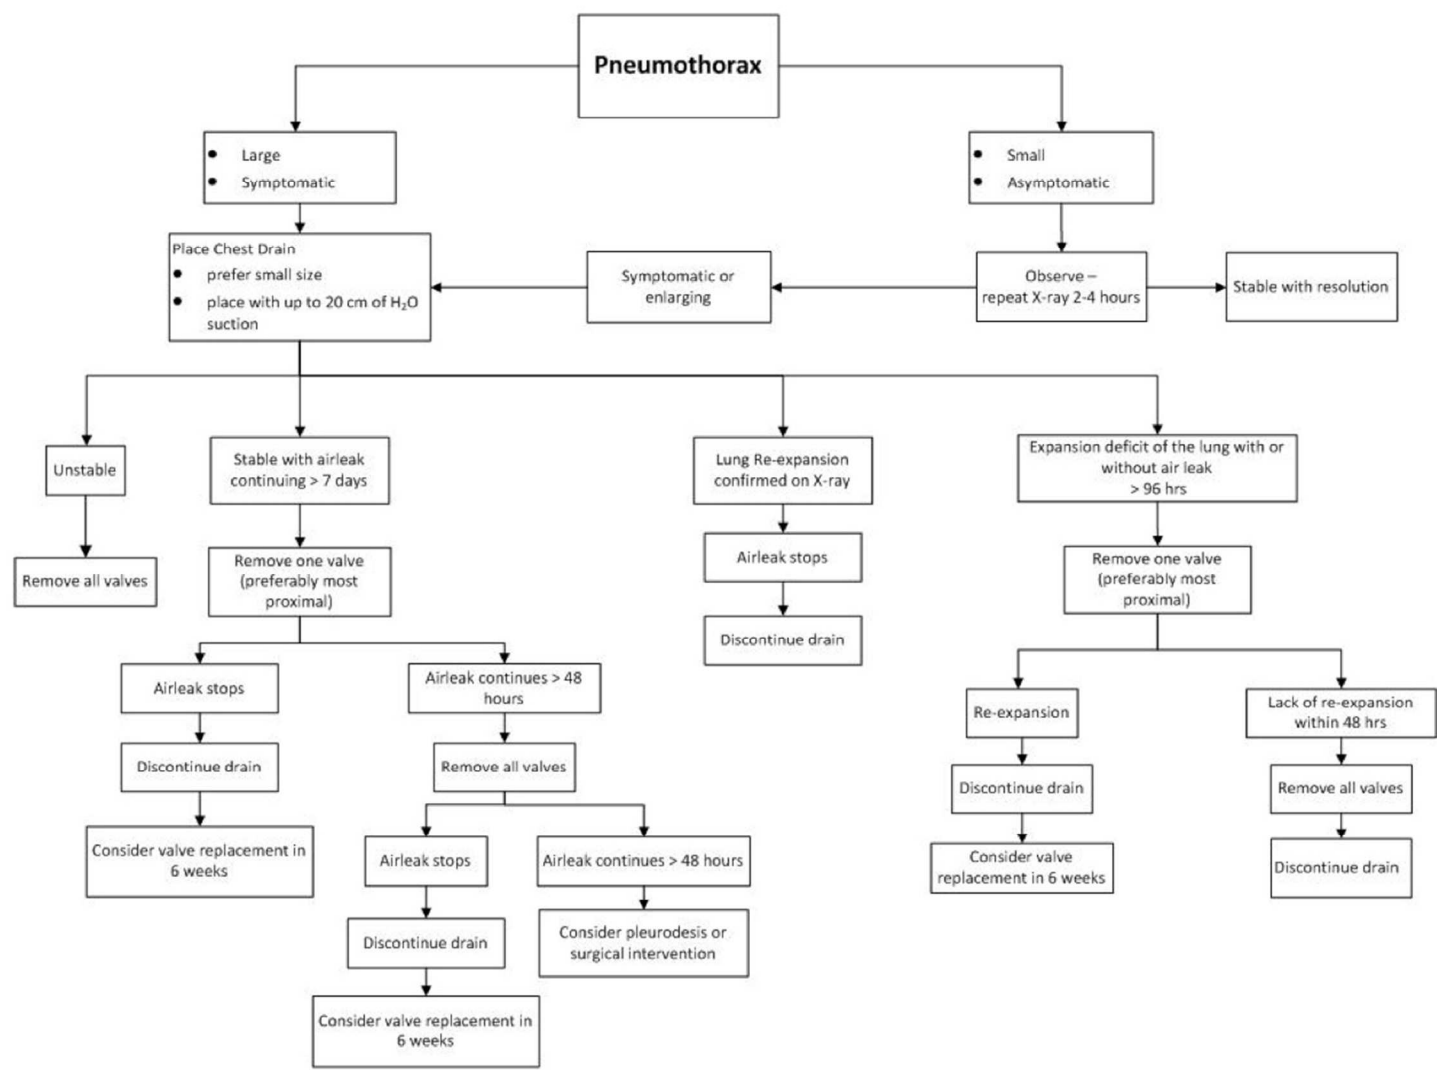 Pneumothorax
• Large
• Symptomatic
• Small
• Asymptomatic
Place Chest Drain
• prefer small size
• place with up to 20 cm of H₂O
suction
Symptomatic or
enlarging
Observe –
repeat X-ray 2-4 hours
Stable with resolution
Unstable
Remove all valves
Stable with airleak
continuing > 7 days
Remove one valve
(preferably most
proximal)
Airleak stops
Discontinue drain
Consider valve replacement in
6 weeks
Airleak continues > 48
hours
Remove all valves
Airleak stops
Discontinue drain
Consider valve replacement in
6 weeks
Airleak continues > 48 hours
Consider pleurodesis or
surgical intervention
Lung Re-expansion
confirmed on X-ray
Airleak stops
Discontinue drain
Expansion deficit of the lung with or
without air leak
> 96 hrs
Remove one valve
(preferably most
proximal)
Re-expansion
Discontinue drain
Consider valve
replacement in 6 weeks
Lack of re-expansion
within 48 hrs
Remove all valves
Discontinue drain